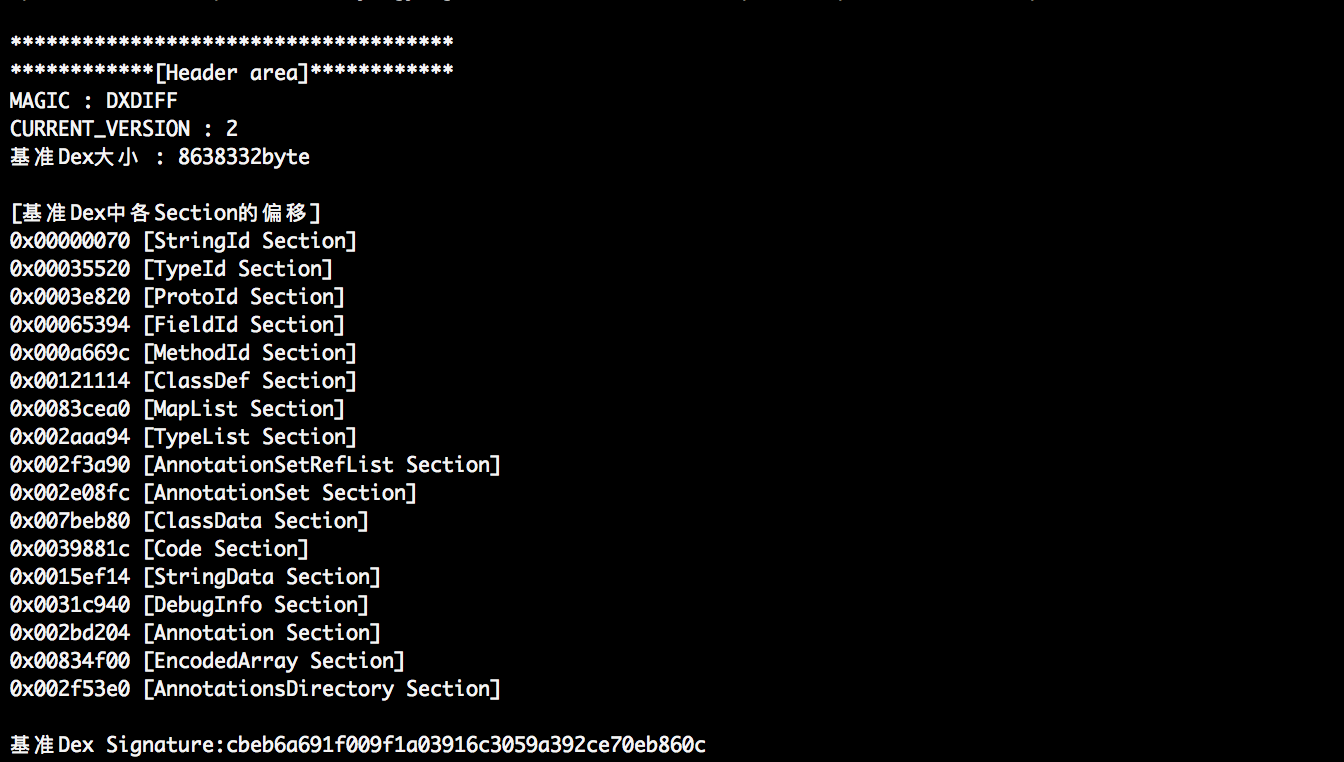 *************************************
************[Header area]************
MAGIC : DXDIFF
CURRENT_VERSION : 2
基准Dex大小 : 8638332byte
[基准Dex中各Section的偏移]
0x00000070 [StringId Section]
0x00035520 [TypeId Section]
0x0003e820 [ProtoId Section]
0x00065394 [FieldId Section]
0x000a669c [MethodId Section]
0x00121114 [ClassDef Section]
0x0083cea0 [MapList Section]
0x002aaa94 [TypeList Section]
0x002f3a90 [AnnotationSetRefList Section]
0x002e08fc [AnnotationSet Section]
0x007beb80 [ClassData Section]
0x0039881c [Code Section]
0x0015ef14 [StringData Section]
0x0031c940 [DebugInfo Section]
0x002bd204 [Annotation Section]
0x00834f00 [EncodedArray Section]
0x002f53e0 [AnnotationsDirectory Section]
基准Dex Signature:cbeb6a691f009f1a03916c3059a392ce70eb860c